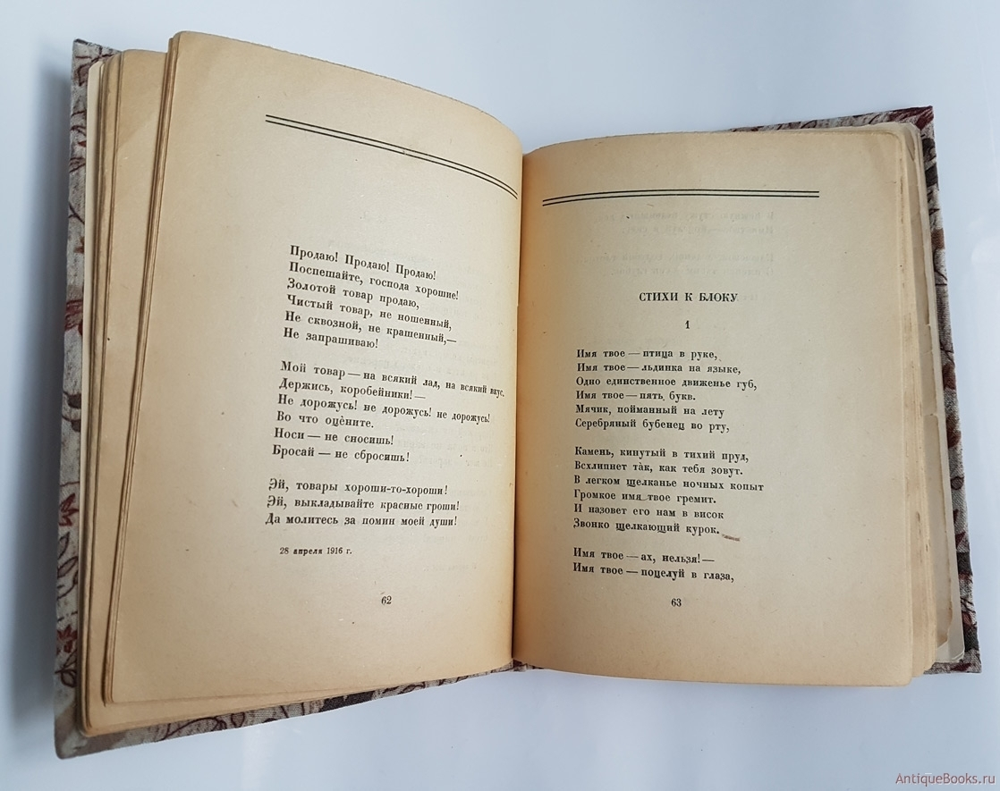 Продаю! Продаю! Продаю!
Поспешайте, господа хорошие!
Золотой товар продаю,
Чистый товар, не ношенный,
Не сквозной, не крашенный,—
Не запрашиваю!
Мой товар — на всякий лад, на всякий вкус.
Держись, коробейники! —
Не дорожусь! не дорожусь! не дорожусь!
Во что оцените.
Носи — не сносишь!
Бросай — не сбросишь!
Эй, товары хороши-то-хороши!
Эй, выкладывайте красные гроши!
Да молитесь за помин моей души!
28 апреля 1916 г.
62
СТИХИ К БЛОКУ
1
Имя твое — птица в руке,
Имя твое — льдинка на языке,
Одно единственное движенье губ,
Имя твое — пять букв.
Мячик, пойманный на лету
Серебряный бубенец во рту,
Камень, кинутый в тихий пруд,
Всхлипнет так, как тебя зовут.
В легком щелканье ночных копыт
Громкое имя твое гремит.
И назовет его нам в висок
Звонко щелкающий курок.
Имя твое — ах, нельзя! —
Имя твое — поцелуй в глаза,
63
AntiqueBooks.ru